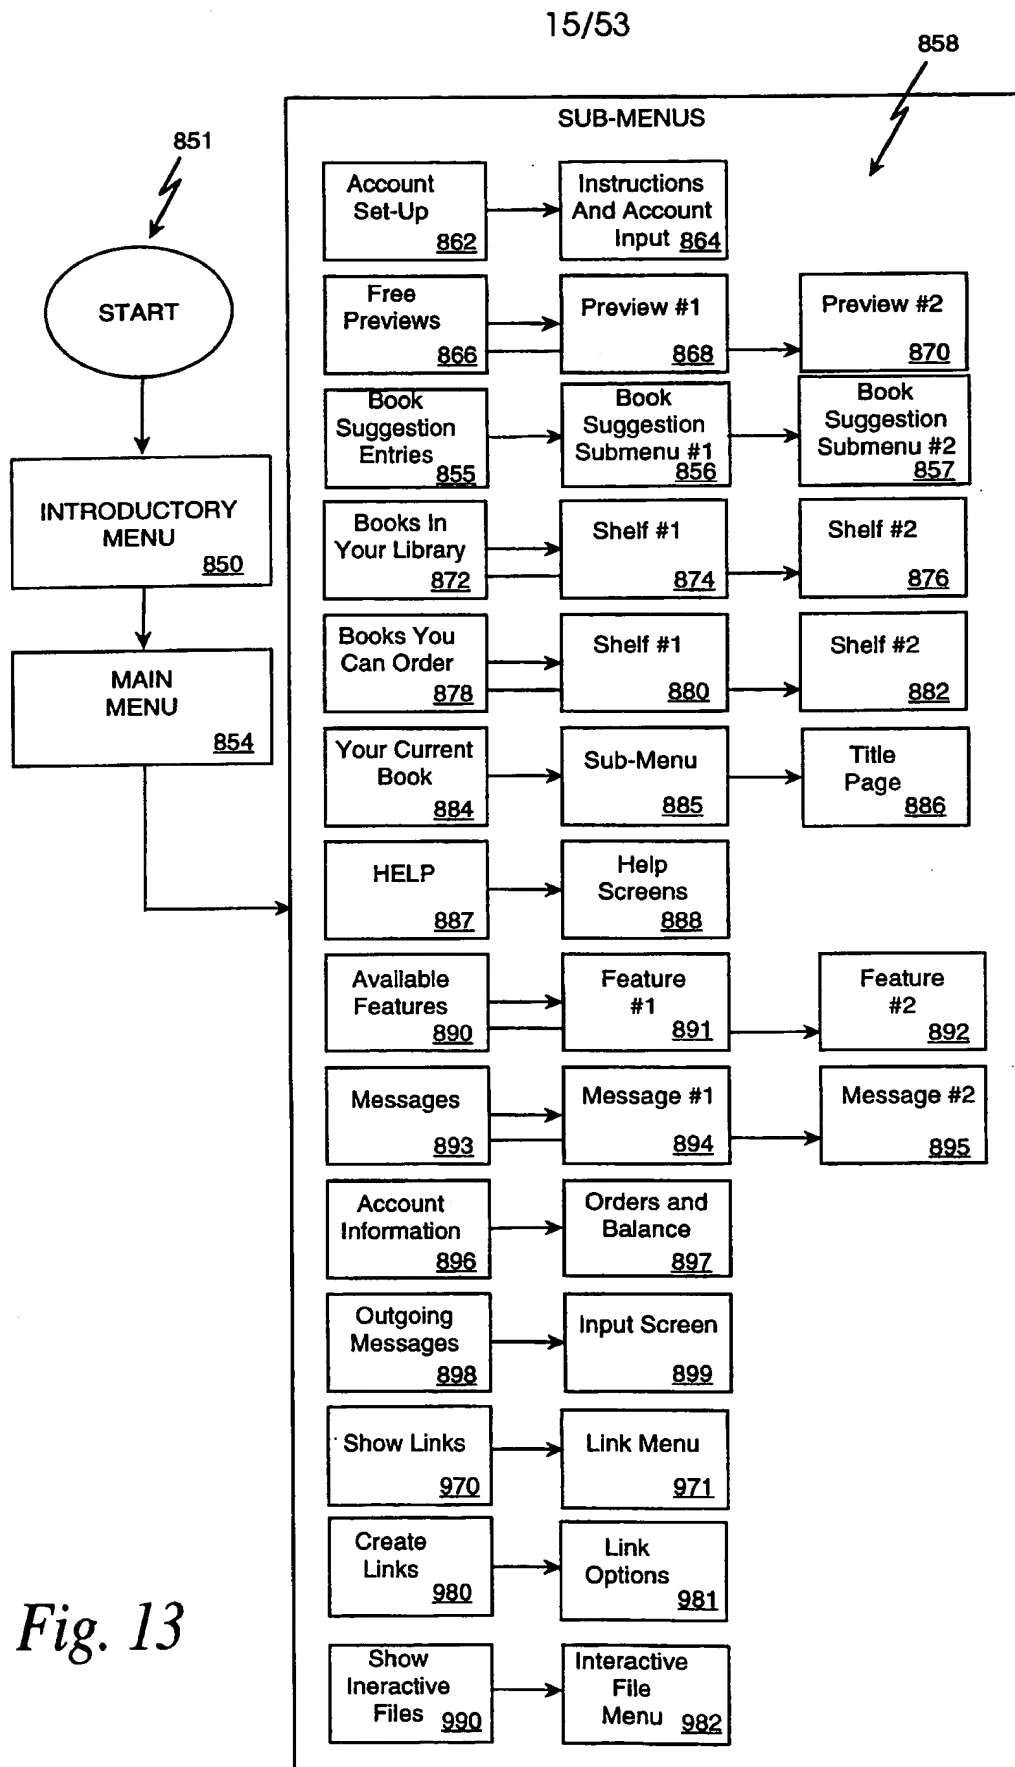 15/53
858
851
SUB-MENUS
START
INTRODUCTORY
MENU
850
MAIN
MENU
854
Account
Set-Up
862
Instructions
And Account
Input 864
Free
Previews
866
Preview #1
868
Preview #2
870
Book
Suggestion
Entries
855
Book
Suggestion
Submenu #1
856
Book
Suggestion
Submenu #2
857
Books In
Your Library
872
Shelf #1
874
Shelf #2
876
Books You
Can Order
878
Shelf #1
880
Shelf #2
882
Your Current
Book
884
Sub-Menu
885
Title
Page
886
HELP
887
Help
Screens
888
Available
Features
890
Feature
#1
891
Feature
#2
892
Messages
893
Message #1
894
Message #2
895
Account
Information
896
Orders and
Balance
897
Outgoing
Messages
898
Input Screen
899
Show Links
970
Link Menu
971
Create
Links
980
Link
Options
981
Show
Ineractive
Files 990
Interactive
File
Menu 982
Fig. 13